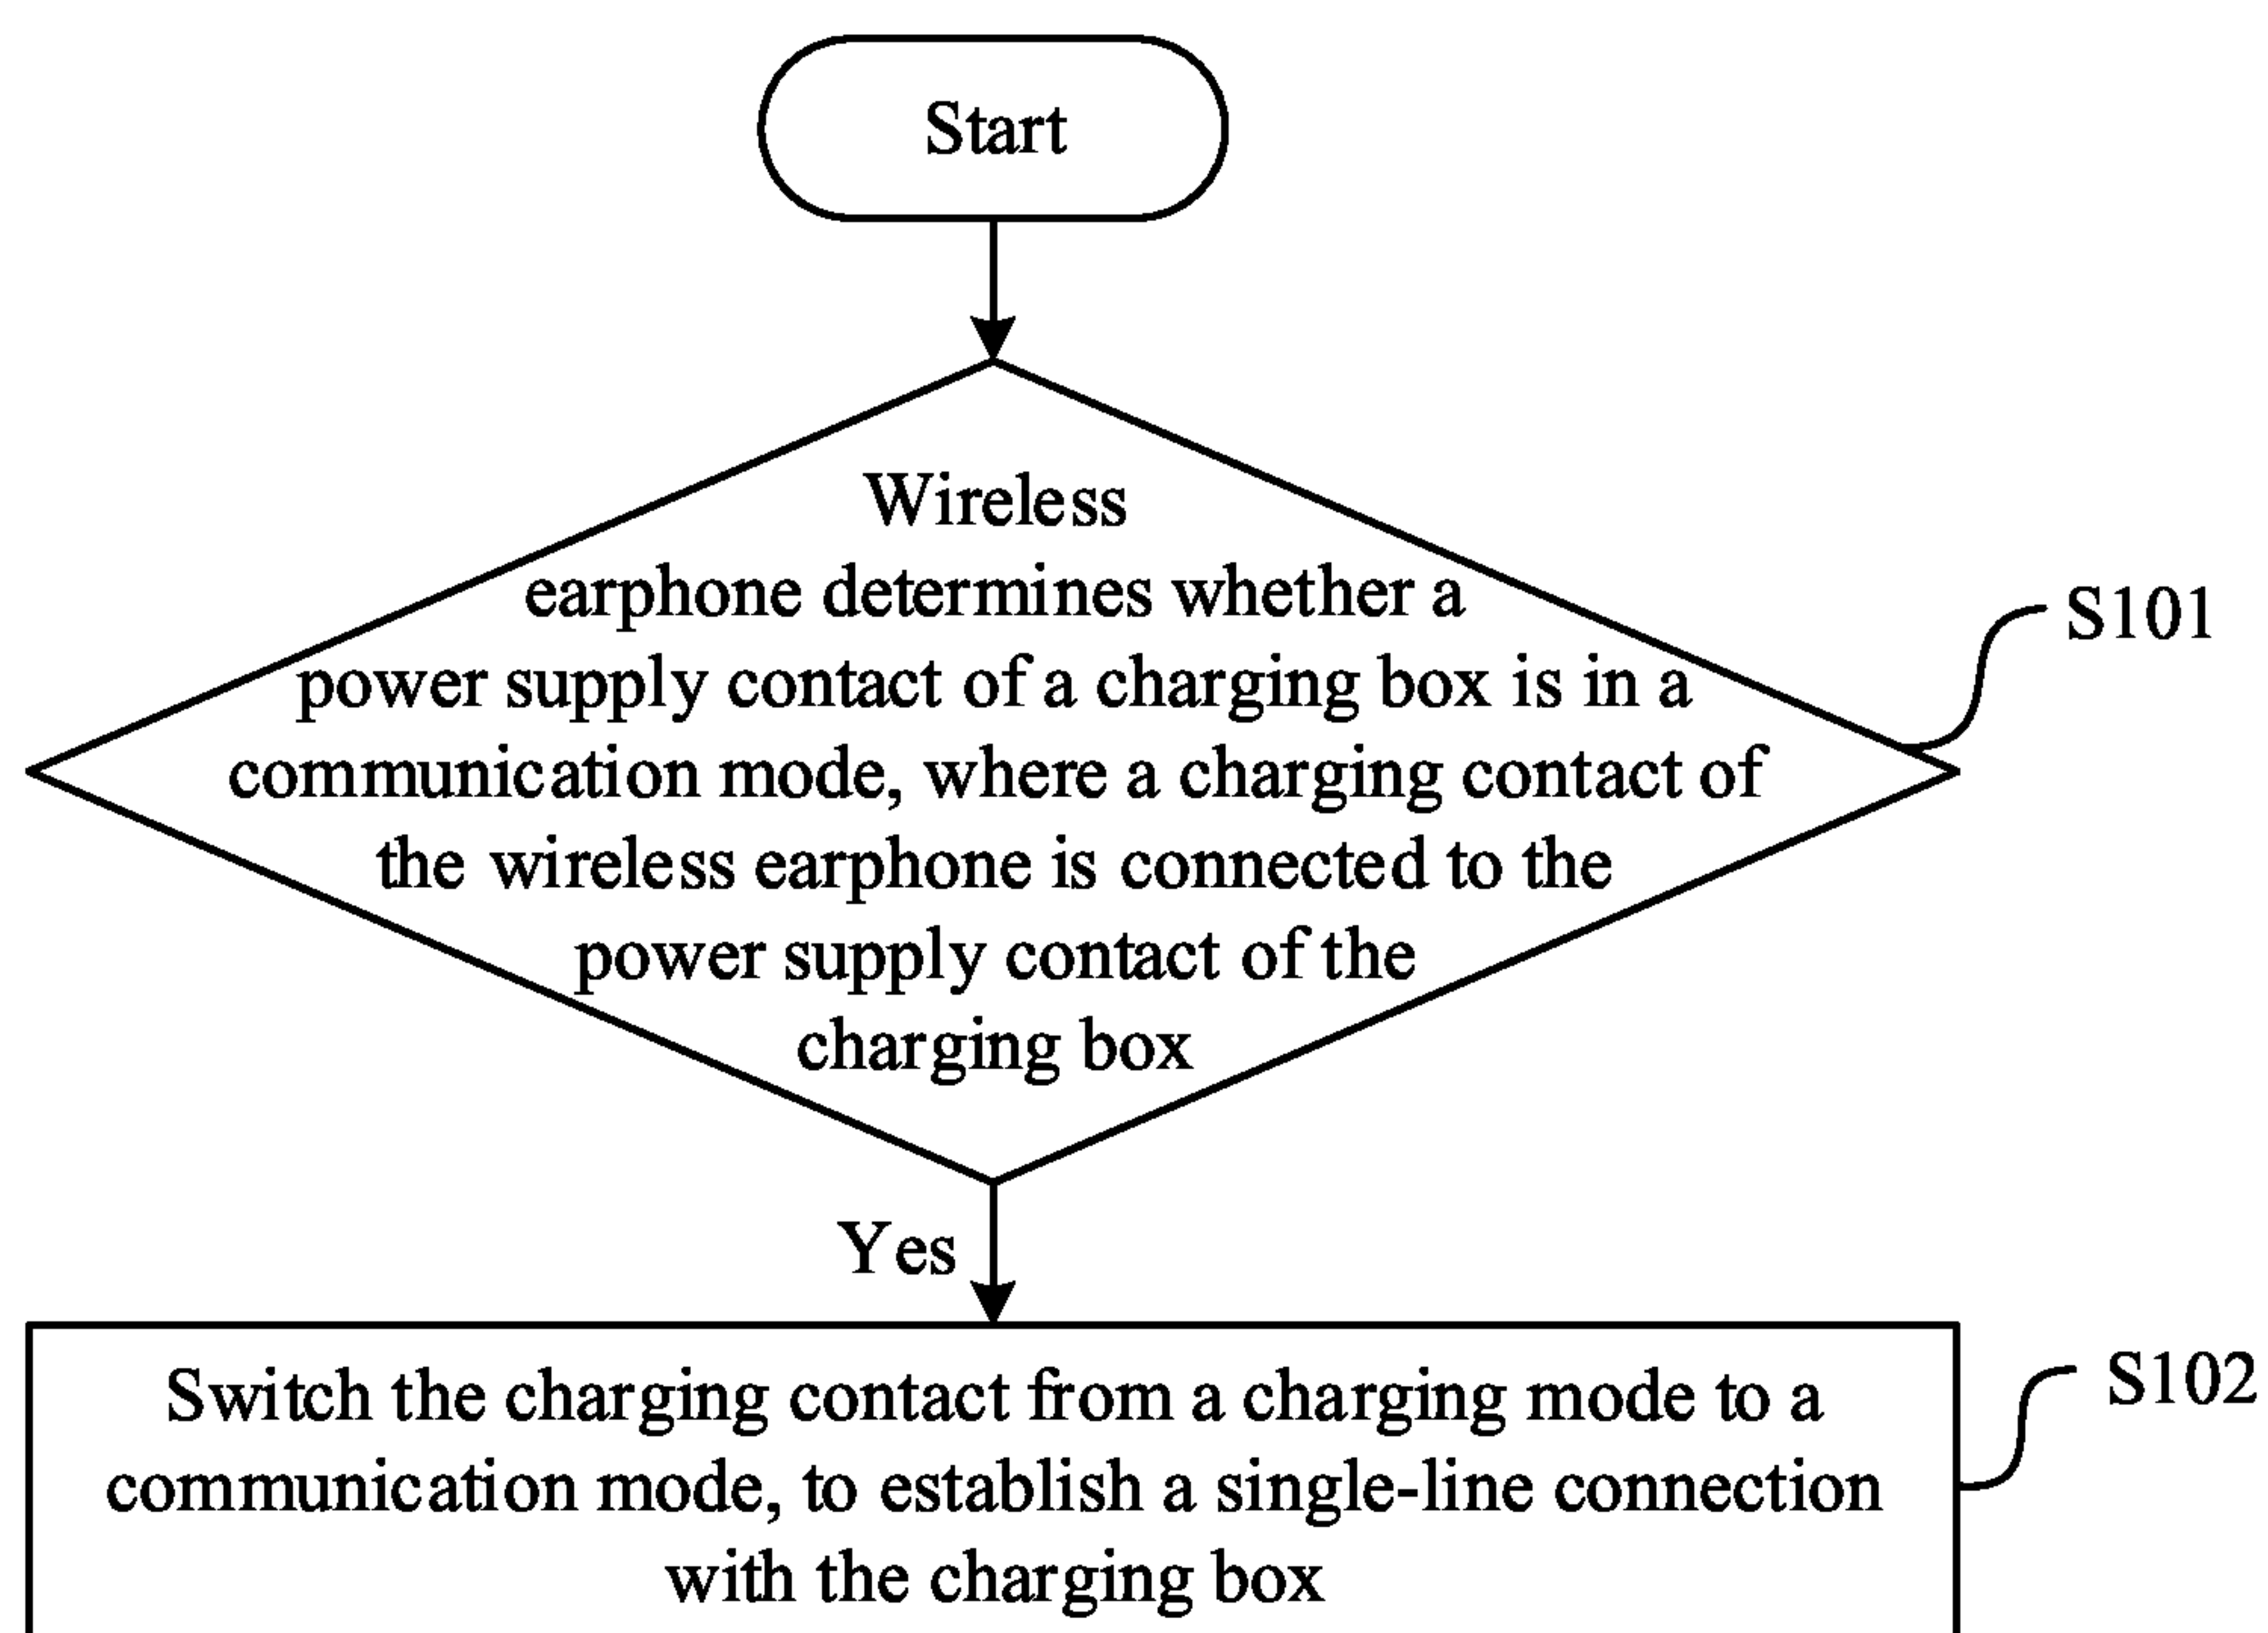 Start
Wireless
earphone determines whether a
power supply contact of a charging box is in a
communication mode, where a charging contact of
the wireless earphone is connected to the
power supply contact of the
charging box
S101
Yes
Switch the charging contact from a charging mode to a
communication mode, to establish a single-line connection
with the charging box
S102